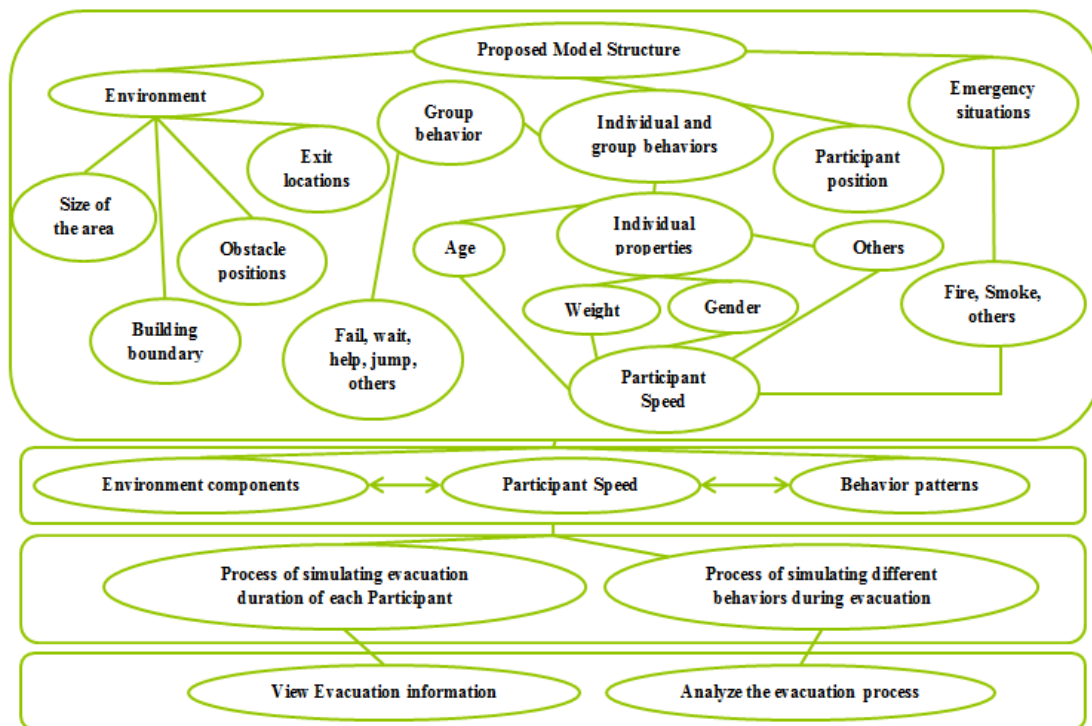 Proposed Model Structure
Environment
Group
behavior
Individual and
group behaviors
Emergency
situations
Exit
locations
Participant
position
Size of
the area
Obstacle
positions
Age
Individual
properties
Others
Building
boundary
Weight
Gender
Fire, Smoke,
others
Fail, wait,
help, jump,
others
Participant
Speed
Environment components
Participant Speed
Behavior patterns
Process of simulating evacuation
duration of each Participant
Process of simulating different
behaviors during evacuation
View Evacuation information
Analyze the evacuation process